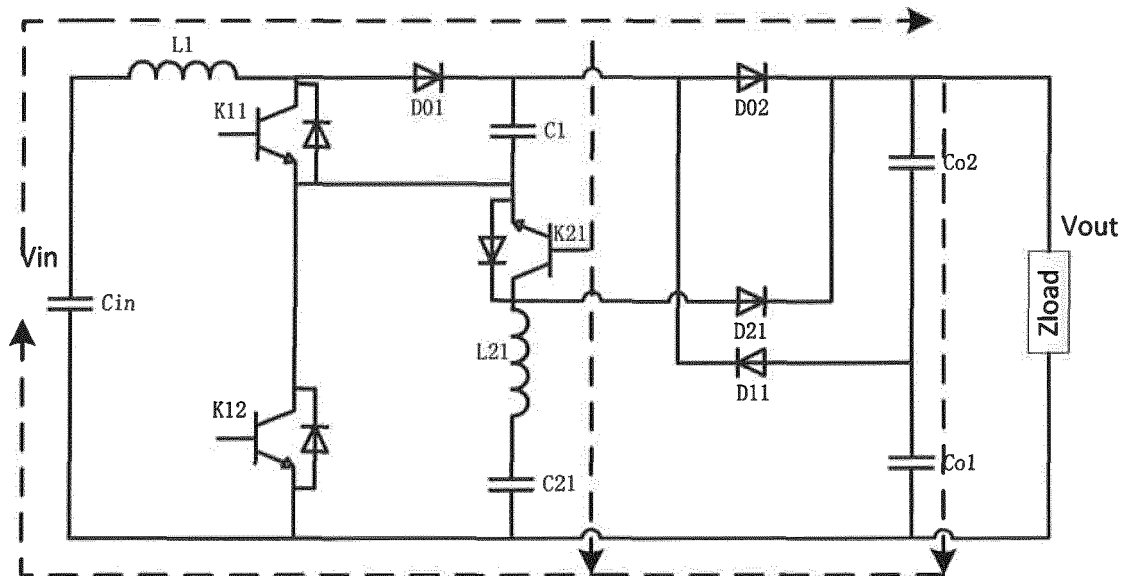 L1
K11
D01
C1
D02
Co2
K21
Vout
Vin
Cin
Zload
D21
L21
D11
K12
C21
Co1